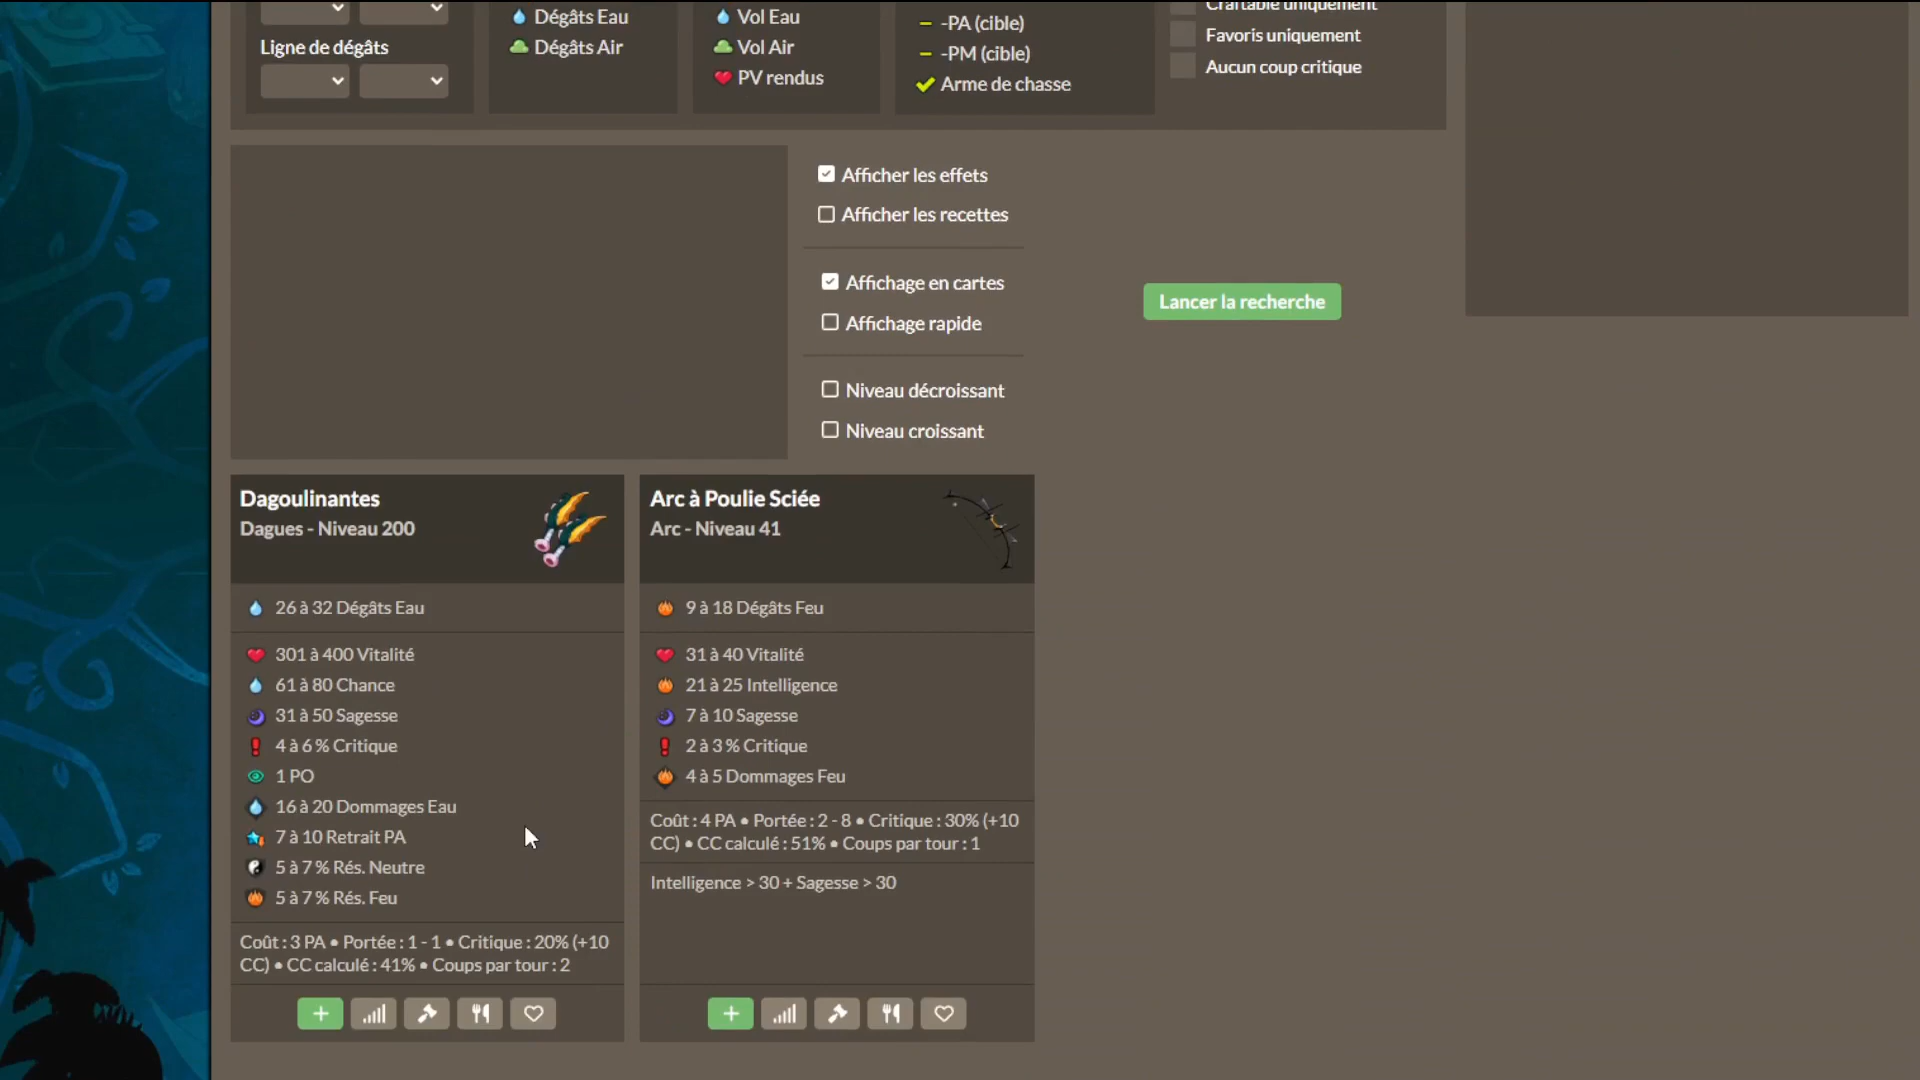 Ligne de dégâts
Dégâts Eau
Dégâts Air
Vol Eau
Vol Air
PV rendus
-PA (cible)
-PM (cible)
Arme de chasse
Craftable uniquement
Favoris uniquement
Aucun coup critique
Afficher les effets
Afficher les recettes
Affichage en cartes
Affichage rapide
Niveau décroissant
Niveau croissant
Lancer la recherche
Dagoulinantes
Dagues - Niveau 200
26 à 32 Dégâts Eau
301 à 400 Vitalité
61 à 80 Chance
31 à 50 Sagesse
4 à 6 % Critique
1 PO
16 à 20 Dommages Eau
7 à 10 Retrait PA
5 à 7 % Rés. Neutre
5 à 7 % Rés. Feu
Coût : 3 PA • Portée : 1 - 1 • Critique : 20% (+10
CC) • CC calculé : 41% • Coups par tour : 2
Arc à Poulie Sciée
Arc - Niveau 41
9 à 18 Dégâts Feu
31 à 40 Vitalité
21 à 25 Intelligence
7 à 10 Sagesse
2 à 3 % Critique
4 à 5 Dommages Feu
Coût : 4 PA • Portée : 2 - 8 • Critique : 30% (+10
CC) • CC calculé : 51% • Coups par tour : 1
Intelligence > 30 + Sagesse > 30